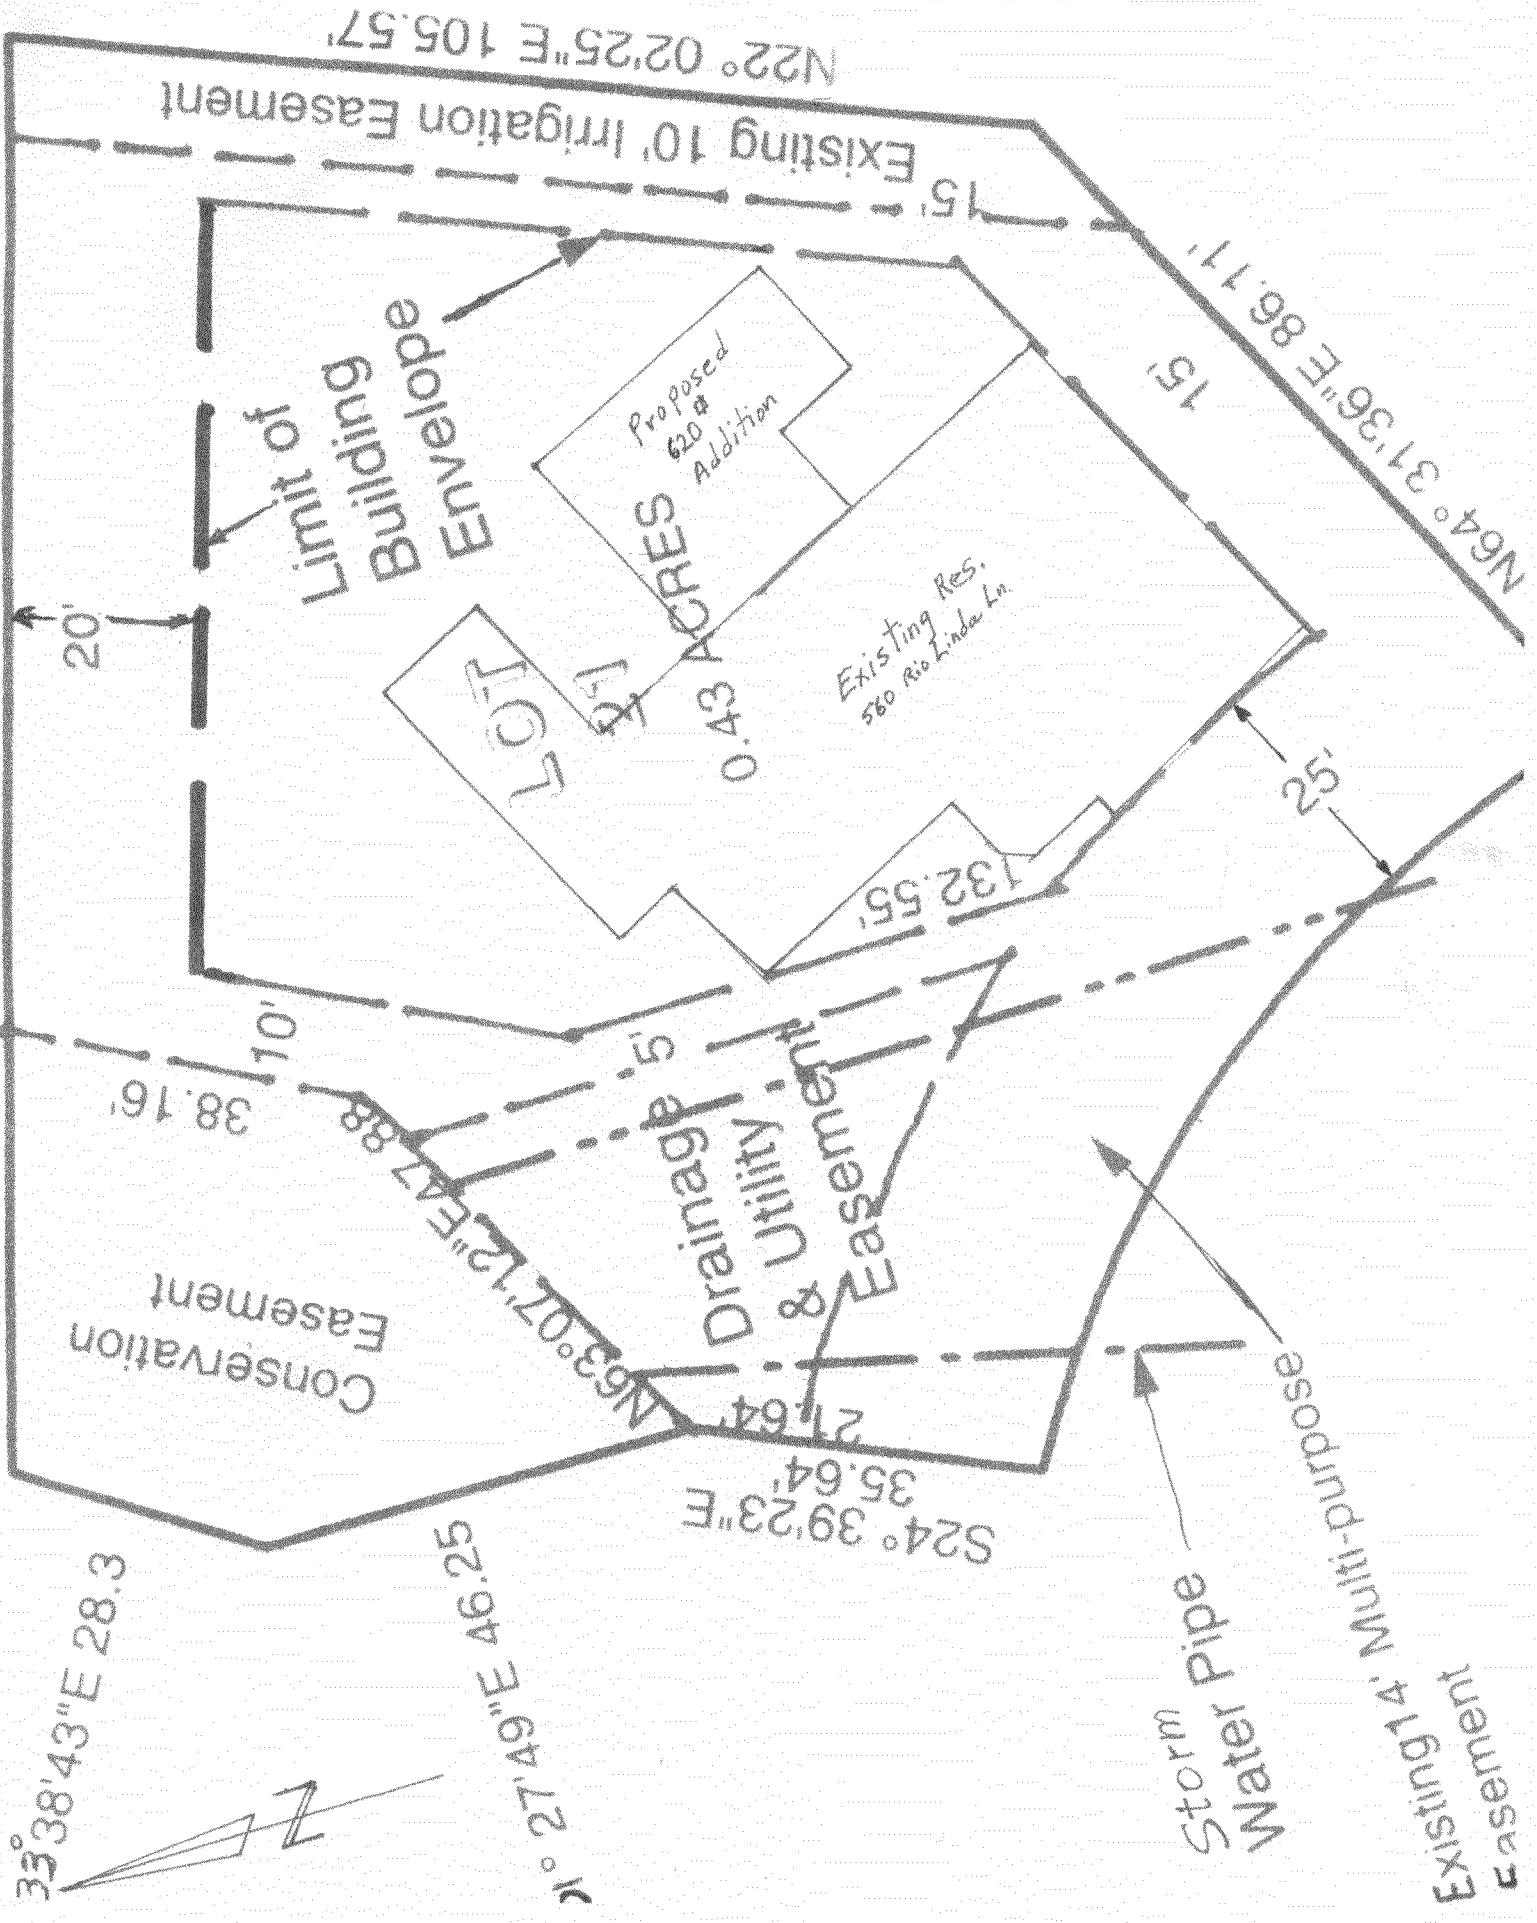 N22° 02'25"E 105.57'
Existing 10' Irrigation Easement
15'
N64° 31'36"E 86.11'
15'
20'
Limit of
Building
Envelope
Proposed
620 ⌀
Addition
LOT
21
0.43 ACRES
Existing Res.
560 Rio Linda Ln.
25'
132.55'
10'
5'
38.16'
N63°07'12"E 47.88
Drainage
& Utility
Easement
Conservation
Easement
21.64'
35.64'
S24° 39'23"E
33°38'43"E 28.3
° 27'49"E 46.25
N
Storm
Water Pipe
Existing 14' Multi-purpose
Easement